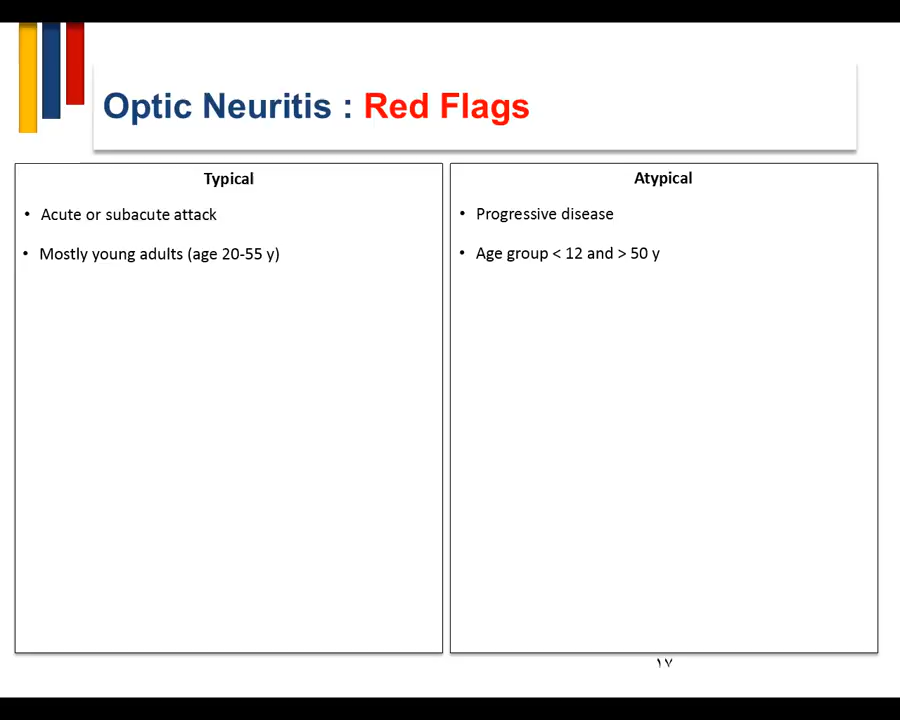 Optic Neuritis : Red Flags
Typical
• Acute or subacute attack
• Mostly young adults (age 20-55 y)
Atypical
• Progressive disease
• Age group < 12 and > 50 y
١٧